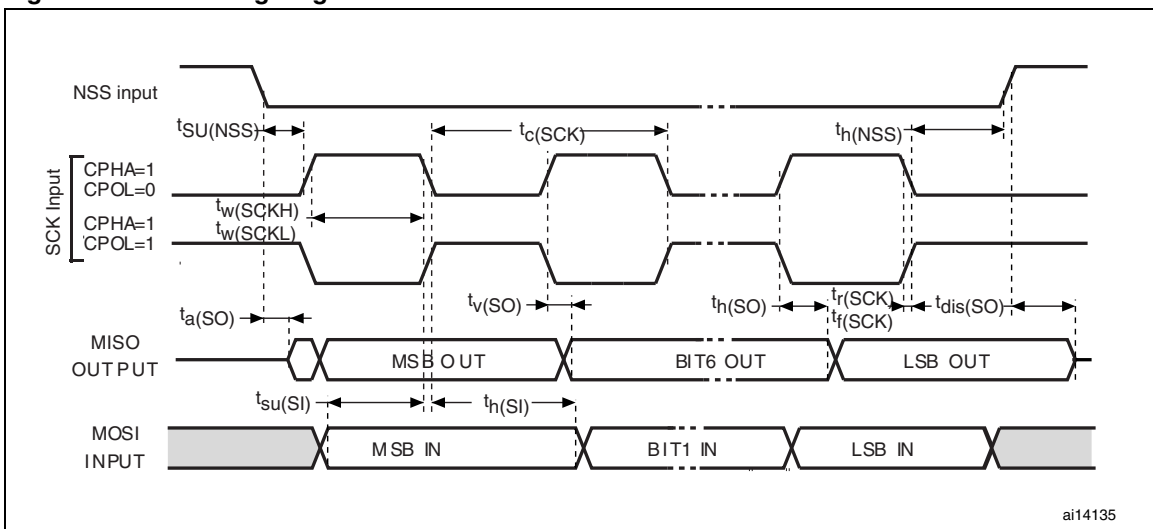 NSS input
tSU(NSS)
tc(SCK)
th(NSS)
SCK Input
CPHA=1
CPOL=0
tw(SCKH)
CPHA=1
tw(SCKL)
CPOL=1
ta(SO)
tv(SO)
th(SO)
tr(SCK)
tf(SCK)
tdis(SO)
MISO
OUTPUT
MSB OUT
BIT6 OUT
LSB OUT
tsu(SI)
th(SI)
MOSI
INPUT
MSB IN
BIT1 IN
LSB IN
ai14135